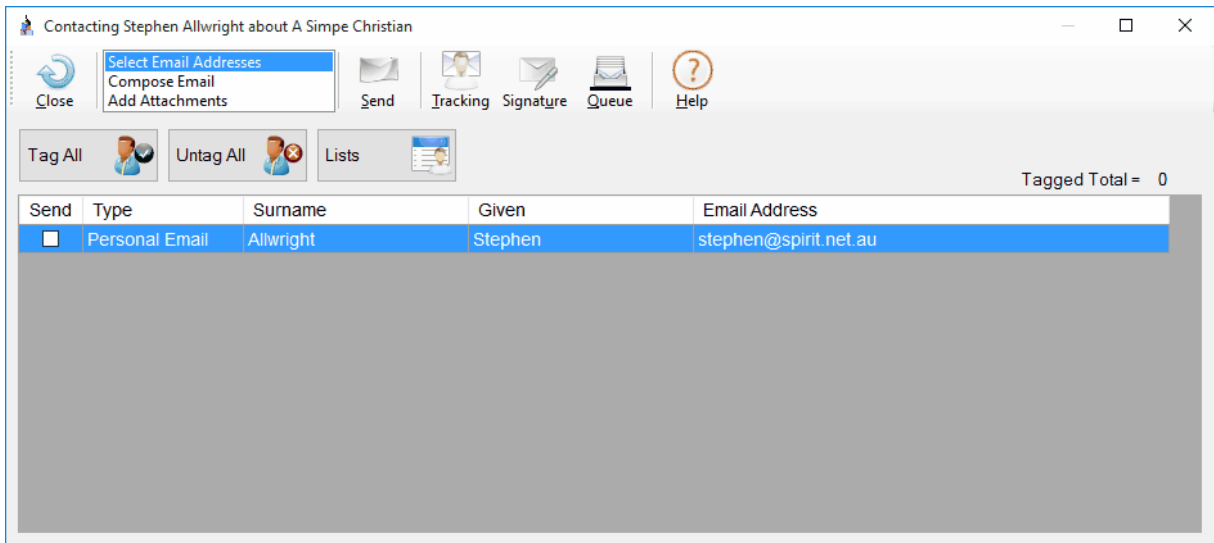 Contacting Stephen Allwright about A Simpe Christian
Select Email Addresses
Compose Email
Add Attachments
Close
Send
Tracking
Signature
Queue
Help
Tag All
Untag All
Lists
Tagged Total = 0
Send Type Surname Given Email Address
Personal Email Allwright Stephen stephen@spirit.net.au